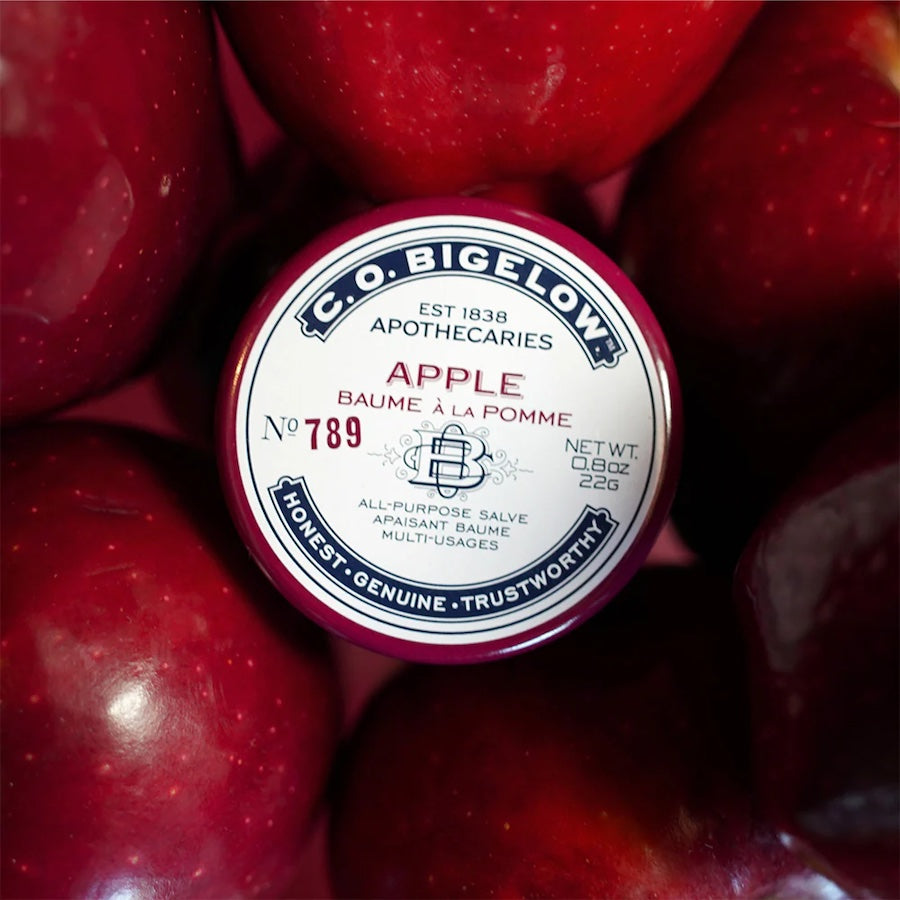 C.O. BIGELOW™
EST 1838
APOTHECARIES
APPLE
BAUME À LA POMME
Nº 789
NET WT.
0.8oz
22G
ALL-PURPOSE SALVE
APAISANT BAUME
MULTI-USAGES
HONEST · GENUINE · TRUSTWORTHY